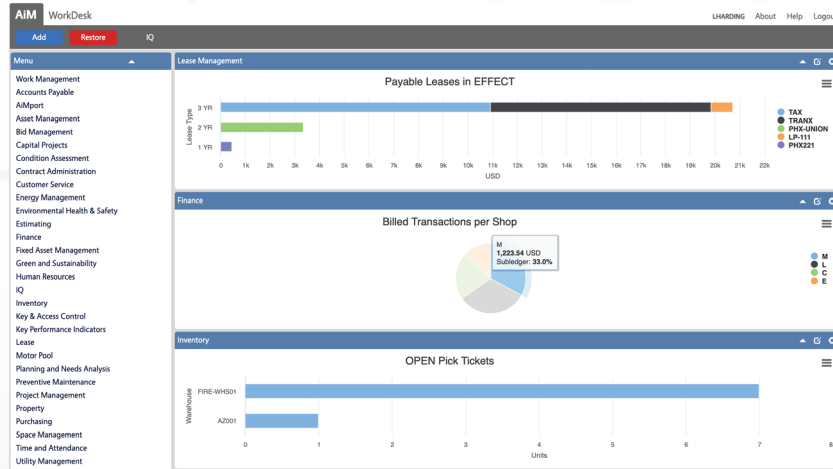 AiM WorkDesk LHARDING About Help Logou
Add Restore IQ
Menu
Work Management
Accounts Payable
AiMport
Asset Management
Bid Management
Capital Projects
Condition Assessment
Contract Administration
Customer Service
Energy Management
Environmental Health & Safety
Estimating
Finance
Fixed Asset Management
Green and Sustainability
Human Resources
IQ
Inventory
Key & Access Control
Key Performance Indicators
Lease
Motor Pool
Planning and Needs Analysis
Preventive Maintenance
Project Management
Property
Purchasing
Space Management
Time and Attendance
Utility Management
Lease Management
Payable Leases in EFFECT
Lease Type
3 YR
2 YR
1 YR
0 1k 2k 3k 4k 5k 6k 7k 8k 9k 10k 11k 12k 13k 14k 15k 16k 17k 18k 19k 20k 21k 22k
USD
TAX
TRANX
PHX-UNION
LP-111
PHX221
Finance
Billed Transactions per Shop
M
1,223.54 USD
Subledger: 33.0%
M
L
C
E
Inventory
OPEN Pick Tickets
Warehouse
FIRE-WHS01
AZ001
0 1 2 3 4 5 6 7 8
Units